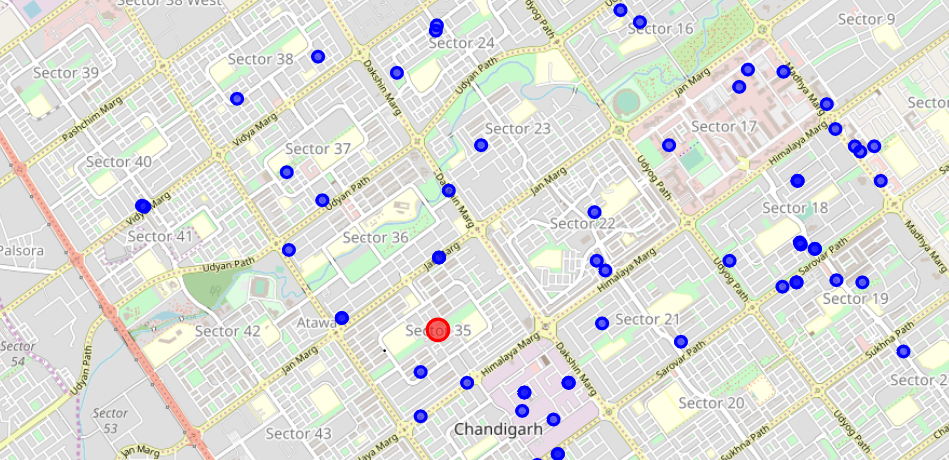 Sector 38 West
Sector 16
Sector 9
Sector 24
Udyog Path
Sector 38
Sector 39
Dakshin Marg
Udyan Path
Jan Marg
Madhya Marg
Pashchim Marg
Vidya Marg
Sector 23
Sector 17
Himalaya Marg
Sector 37
Sector 40
Udyog Path
Udyan Path
Jan Marg
Dakshin Marg
Vidya Marg
Sector 18
Sector 22
Sector 41
Sector 36
Palsora
Jan Marg
Madhya Marg
Sarovar Path
Udyan Path
Himalaya Marg
Udyog Path
Sector 19
Sector 21
Atawa
Sector 42
Sector 35
Sukhna Path
Sarovar Path
Himalaya Marg
Jan Marg
Dakshin Marg
Sector
54
Udyan Path
Sector 20
Sector
53
Sector 43
Chandigarh
Udyog Path
Sukhna Path
Jan Marg